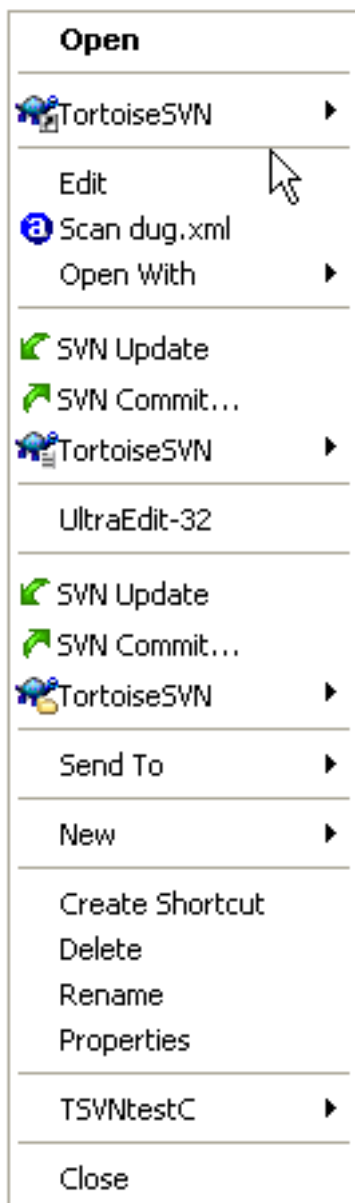 Open
TortoiseSVN
Edit
Scan dug.xml
Open With
SVN Update
SVN Commit...
TortoiseSVN
UltraEdit-32
SVN Update
SVN Commit...
TortoiseSVN
Send To
New
Create Shortcut
Delete
Rename
Properties
TSVNtestC
Close